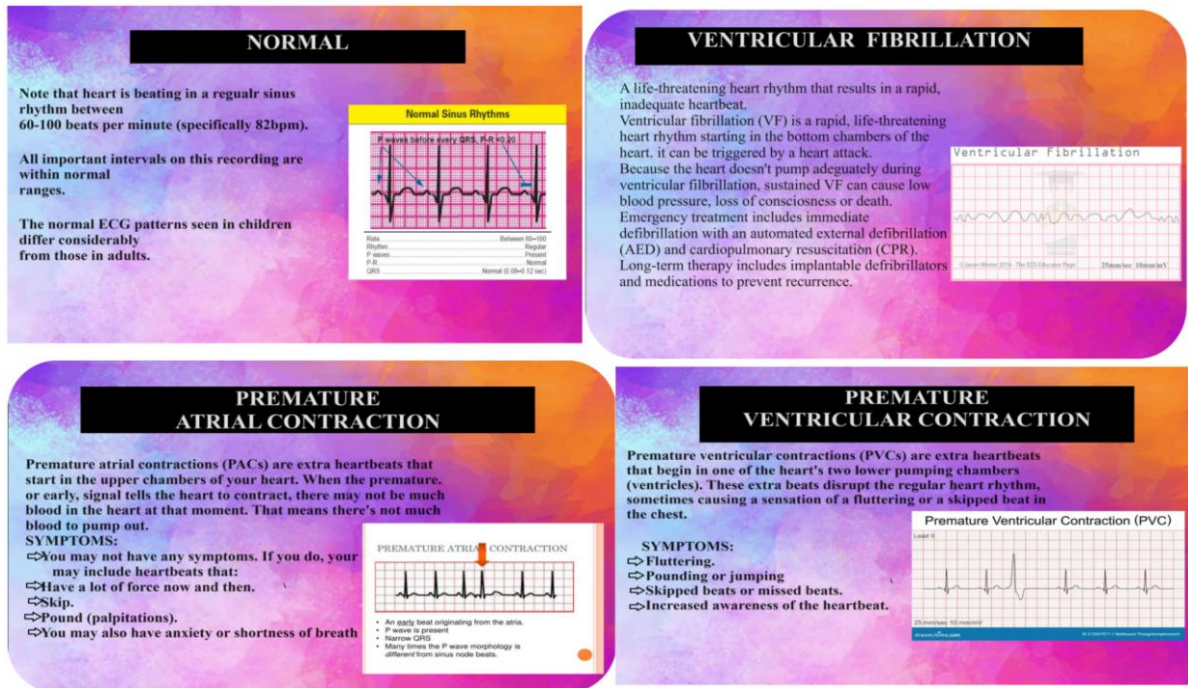 NORMAL
Note that heart is beating in a regualr sinus
rhythm between
60-100 beats per minute (specifically 82bpm).
All important intervals on this recording are
within normal
ranges.
The normal ECG patterns seen in children
differ considerably
from those in adults.
Normal Sinus Rhythms
P waves before every QRS, P-R <0.20
Rate Between 60-100
Rhythm Regular
P waves Present
P-R Normal
QRS Normal (0.08-0.12 sec)
VENTRICULAR FIBRILLATION
A life-threatening heart rhythm that results in a rapid,
inadequate heartbeat.
Ventricular fibrillation (VF) is a rapid, life-threatening
heart rhythm starting in the bottom chambers of the
heart. it can be triggered by a heart attack.
Because the heart doesn't pump adeguately during
ventricular filbrillation, sustained VF can cause low
blood pressure, loss of consciosness or death.
Emergency treatment includes immediate
defibrillation with an automated external defibrillation
(AED) and cardiopulmonary resuscitation (CPR).
Long-term therapy includes implantable defribrillators
and medications to prevent recurrence.
Ventricular Fibrillation
The ECG Educator Page
25mm/sec 10mm/mV
PREMATURE
ATRIAL CONTRACTION
Premature atrial contractions (PACs) are extra heartbeats that
start in the upper chambers of your heart. When the premature.
or early, signal tells the heart to contract, there may not be much
blood in the heart at that moment. That means there's not much
blood to pump out.
SYMPTOMS:
⇨You may not have any symptoms. If you do, your
may include heartbeats that:
⇨Have a lot of force now and then.
⇨Skip.
⇨Pound (palpitations).
⇨You may also have anxiety or shortness of breath
PREMATURE ATRIAL CONTRACTION
• An early beat originating from the atria.
• P wave is present
• Narrow QRS
• Many times the P wave morphology is
different from sinus node beats.
PREMATURE
VENTRICULAR CONTRACTION
Premature ventricular contractions (PVCs) are extra heartbeats
that begin in one of the heart's two lower pumping chambers
(ventricles). These extra beats disrupt the regular heart rhythm,
sometimes causing a sensation of a fluttering or a skipped beat in
the chest.
SYMPTOMS:
⇨Fluttering.
⇨Pounding or jumping
⇨Skipped beats or missed beats.
⇨Increased awareness of the heartbeat.
Premature Ventricular Contraction (PVC)
Lead II
25 mm/sec 10 mm/mV
dreamstime.com